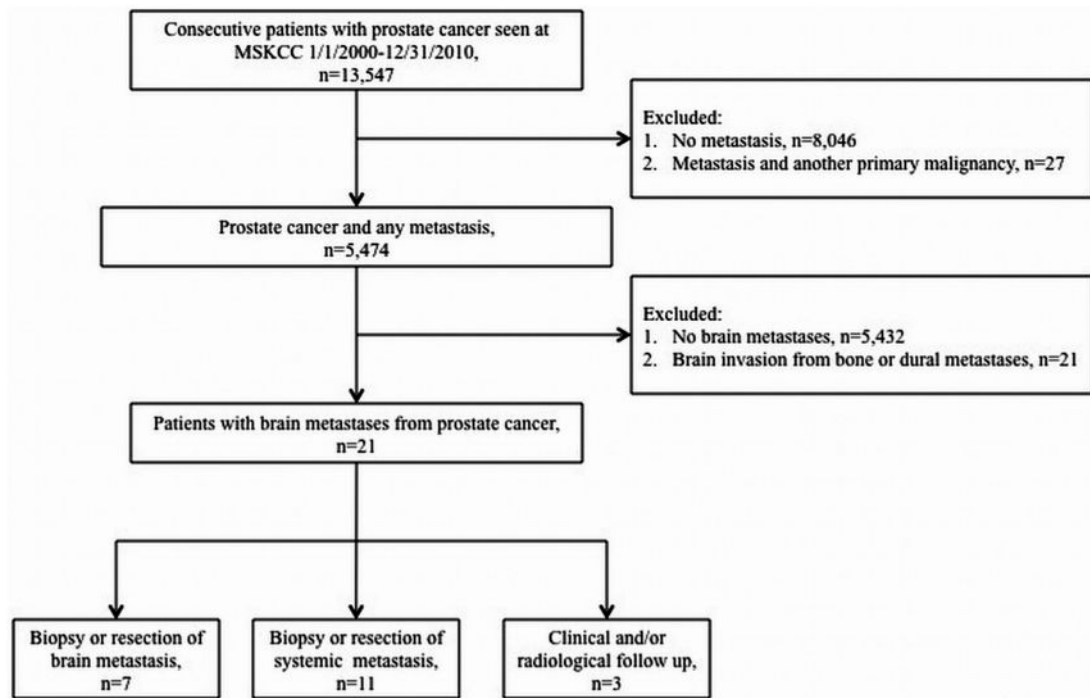 Consecutive patients with prostate cancer seen at
MSKCC 1/1/2000-12/31/2010,
n=13,547
Excluded:
1. No metastasis, n=8,046
2. Metastasis and another primary malignancy, n=27
Prostate cancer and any metastasis,
n=5,474
Excluded:
1. No brain metastases, n=5,432
2. Brain invasion from bone or dural metastases, n=21
Patients with brain metastases from prostate cancer,
n=21
Biopsy or resection of
brain metastasis,
n=7
Biopsy or resection of
systemic metastasis,
n=11
Clinical and/or
radiological follow up,
n=3